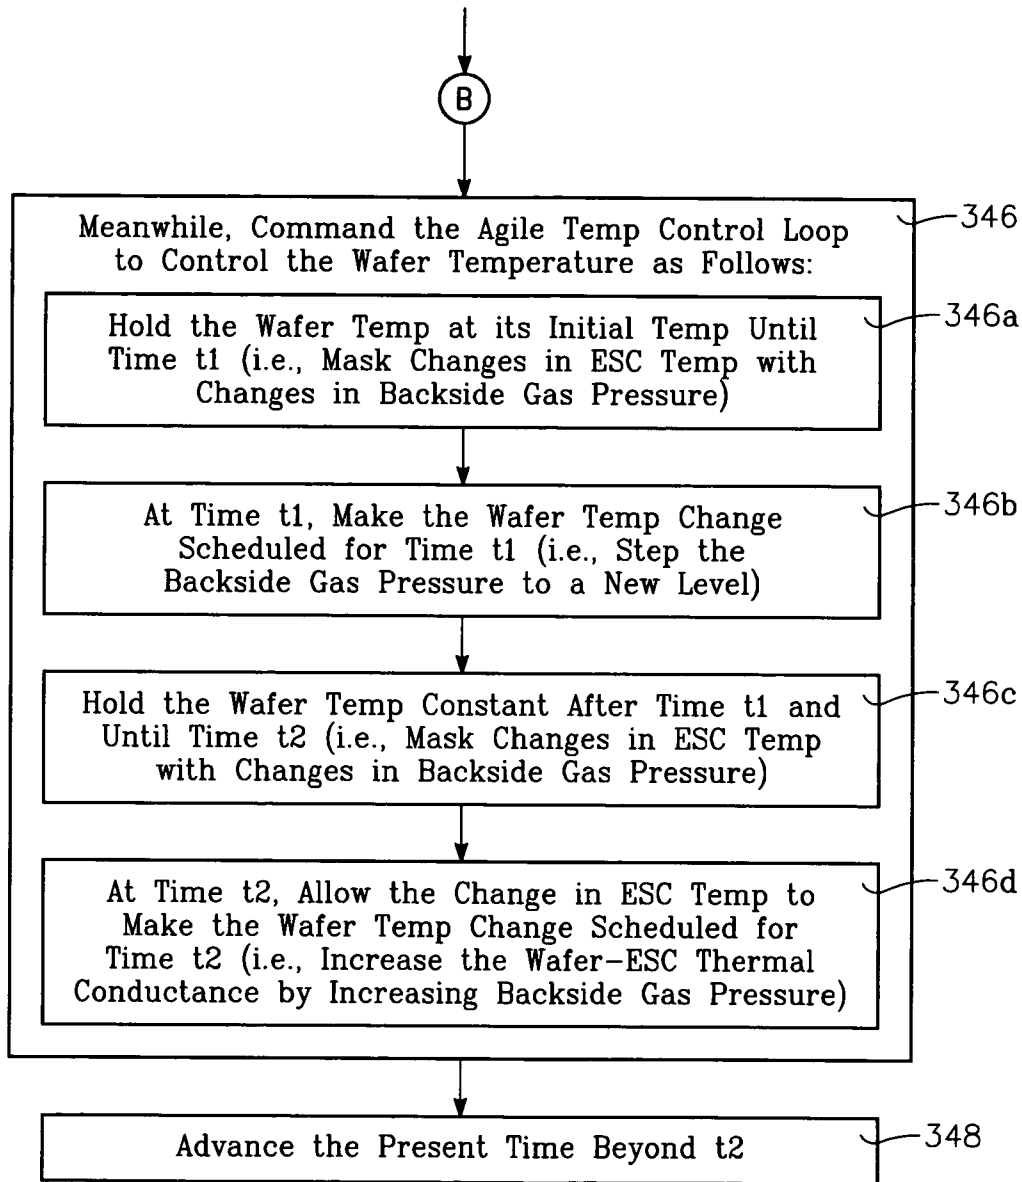 B
Meanwhile, Command the Agile Temp Control Loop
to Control the Wafer Temperature as Follows:
346
Hold the Wafer Temp at its Initial Temp Until
Time t1 (i.e., Mask Changes in ESC Temp with
Changes in Backside Gas Pressure)
346a
At Time t1, Make the Wafer Temp Change
Scheduled for Time t1 (i.e., Step the
Backside Gas Pressure to a New Level)
346b
Hold the Wafer Temp Constant After Time t1 and
Until Time t2 (i.e., Mask Changes in ESC Temp
with Changes in Backside Gas Pressure)
346c
At Time t2, Allow the Change in ESC Temp to
Make the Wafer Temp Change Scheduled for
Time t2 (i.e., Increase the Wafer-ESC Thermal
Conductance by Increasing Backside Gas Pressure)
346d
Advance the Present Time Beyond t2
348